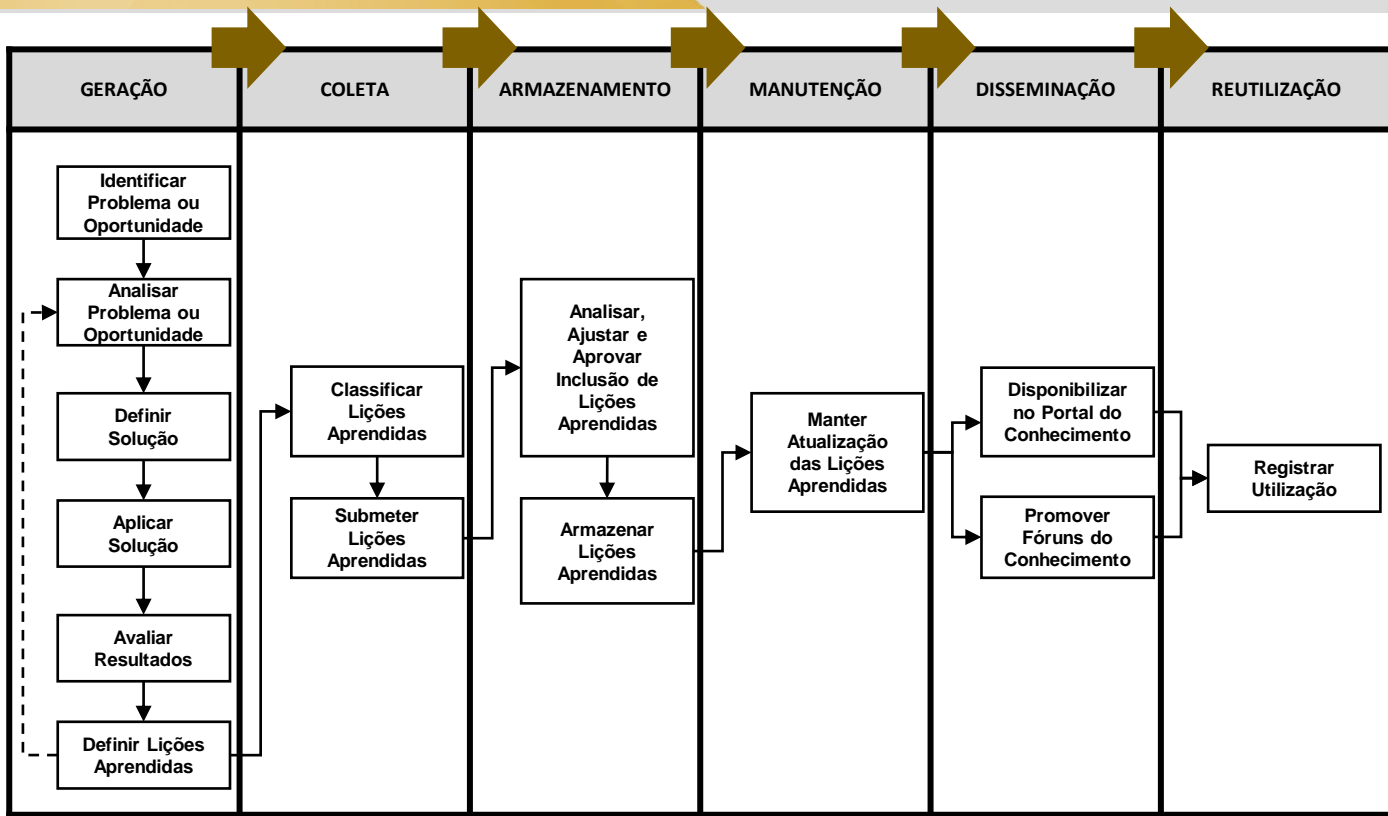 GERAÇÃO
COLETA
ARMAZENAMENTO
MANUTENÇÃO
DISSEMINAÇÃO
REUTILIZAÇÃO
Identificar
Problema ou
Oportunidade
Analisar
Problema ou
Oportunidade
Definir
Solução
Aplicar
Solução
Avaliar
Resultados
Definir Lições
Aprendidas
Classificar
Lições
Aprendidas
Submeter
Lições
Aprendidas
Analisar,
Ajustar e
Aprovar
Inclusão de
Lições
Aprendidas
Armazenar
Lições
Aprendidas
Manter
Atualização
das Lições
Aprendidas
Disponibilizar
no Portal do
Conhecimento
Promover
Fóruns do
Conhecimento
Registrar
Utilização